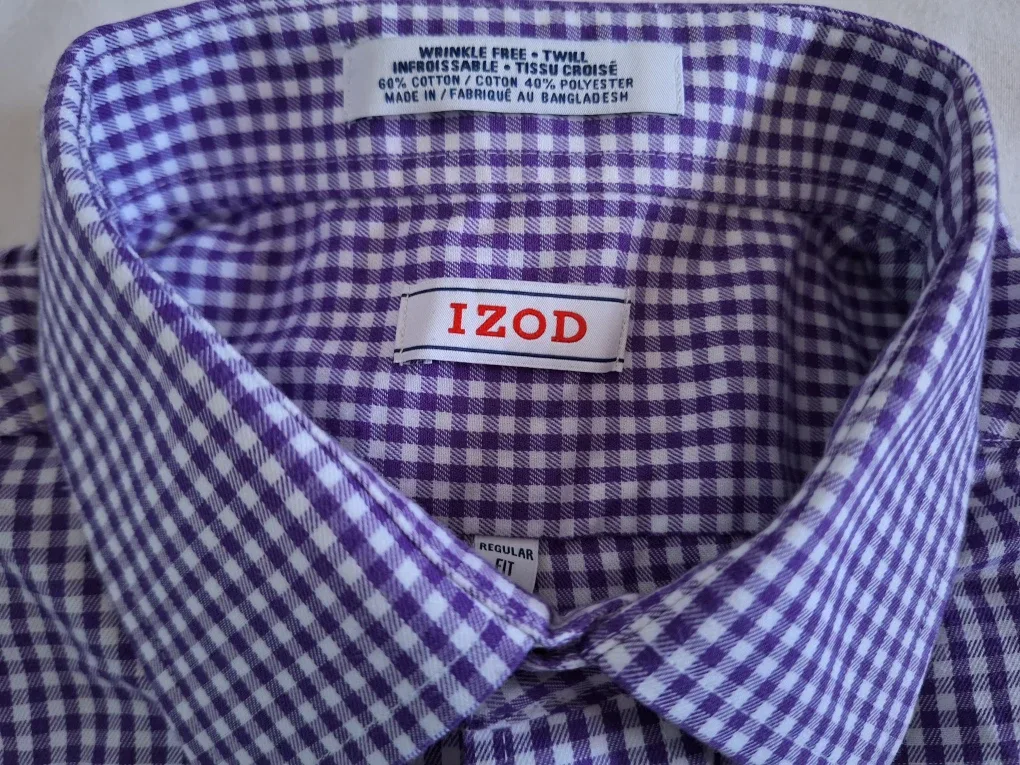 WRINKLE FREE • TWILL
INFROISSABLE • TISSU CROISÉ
60% COTTON / COTON 40% POLYESTER
MADE IN / FABRIQUÉ AU BANGLADESH
IZOD
REGULAR
FIT